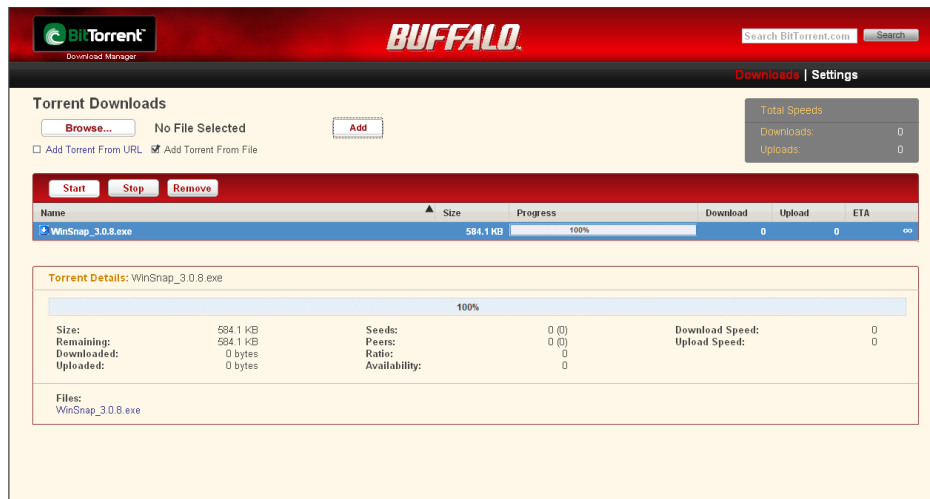 BitTorrent™
Download Manager
BUFFALO™
Search BitTorrent.com Search
Downloads | Settings
Torrent Downloads
Browse... No File Selected Add
Add Torrent From URL Add Torrent From File
Total Speeds
Downloads: 0
Uploads: 0
Start Stop Remove
Name Size Progress Download Upload ETA
WinSnap_3.0.8.exe 584.1 KB 100% 0 0 ∞
Torrent Details: WinSnap_3.0.8.exe
100%
Size: 584.1 KB Seeds: 0 (0) Download Speed: 0
Remaining: 584.1 KB Peers: 0 (0) Upload Speed: 0
Downloaded: 0 bytes Ratio: 0
Uploaded: 0 bytes Availability: 0
Files:
WinSnap_3.0.8.exe